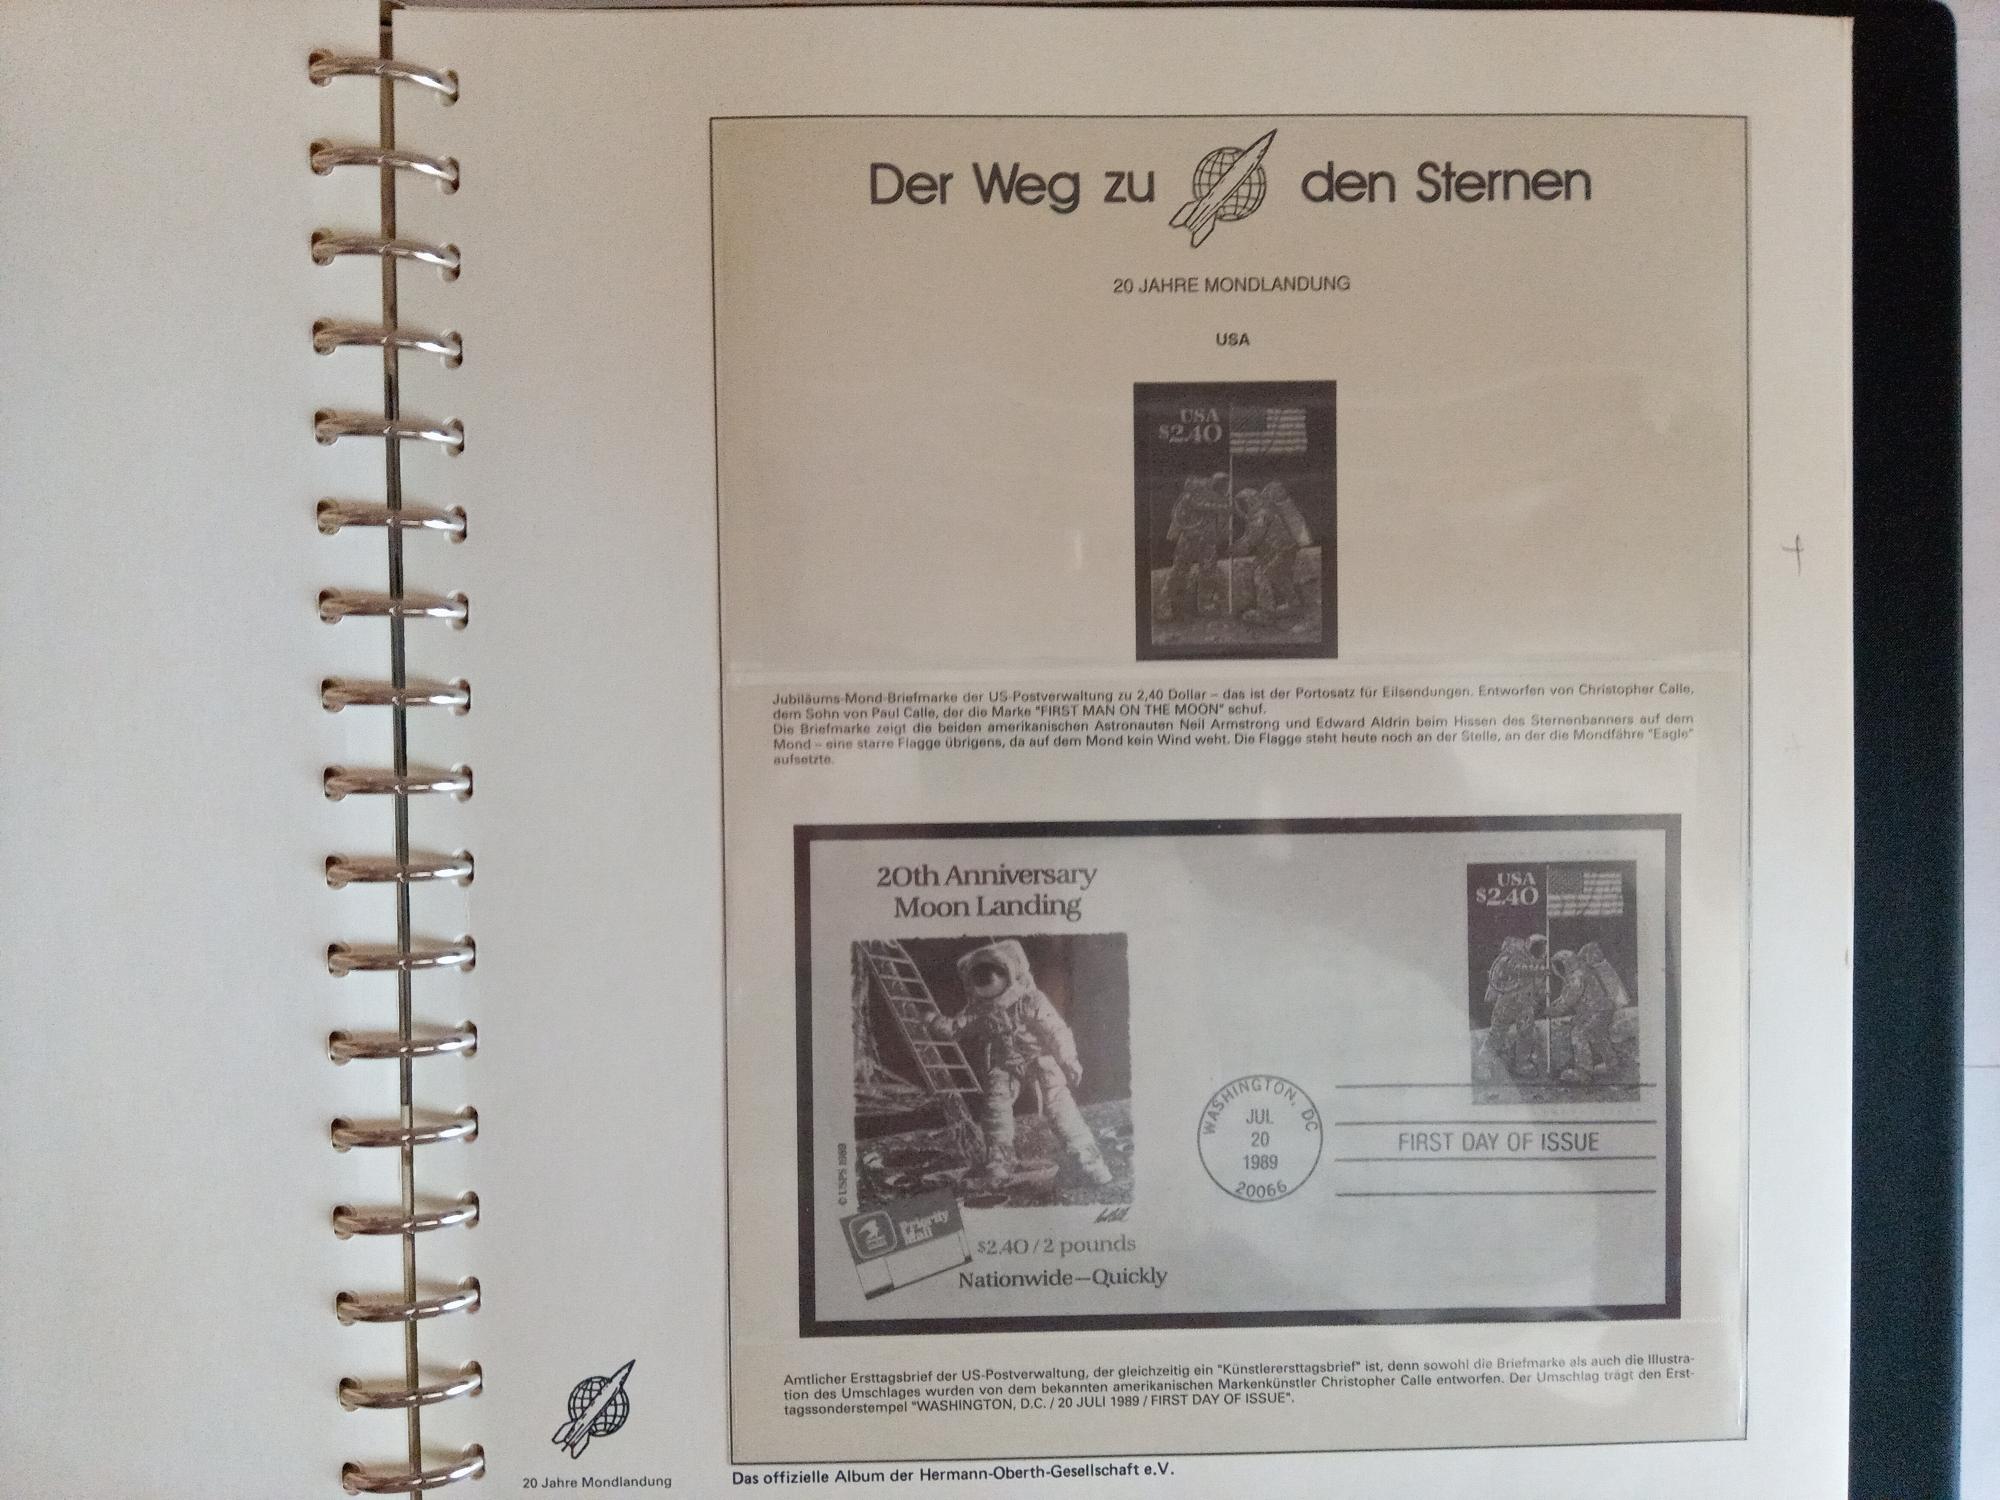 Der Weg zu den Sternen
20 JAHRE MONDLANDUNG
USA
USA
$2.40
Jubiläums-Mond-Briefmarke der US-Postverwaltung zu 2,40 Dollar – das ist der Portosatz für Eilsendungen. Entworfen von Christopher Calle,
dem Sohn von Paul Calle, der die Marke "FIRST MAN ON THE MOON" schuf.
Die Briefmarke zeigt die beiden amerikanischen Astronauten Neil Armstrong und Edward Aldrin beim Hissen des Sternenbanners auf dem
Mond – eine starre Flagge übrigens, da auf dem Mond kein Wind weht. Die Flagge steht heute noch an der Stelle, an der die Mondfähre "Eagle"
aufsetzte.
20th Anniversary
Moon Landing
USA
$2.40
© USPS 1989
WASHINGTON, DC
JUL
20
1989
20066
FIRST DAY OF ISSUE
Priority
Mail
$2.40/2 pounds
Nationwide—Quickly
Amtlicher Ersttagsbrief der US-Postverwaltung, der gleichzeitig ein "Künstlerersttagsbrief" ist, denn sowohl die Briefmarke als auch die Illustra-
tion des Umschlages wurden von dem bekannten amerikanischen Markenkünstler Christopher Calle entworfen. Der Umschlag trägt den Erst-
tagssonderstempel "WASHINGTON, D.C. / 20 JULI 1989 / FIRST DAY OF ISSUE".
20 Jahre Mondlandung
Das offizielle Album der Hermann-Oberth-Gesellschaft e.V.